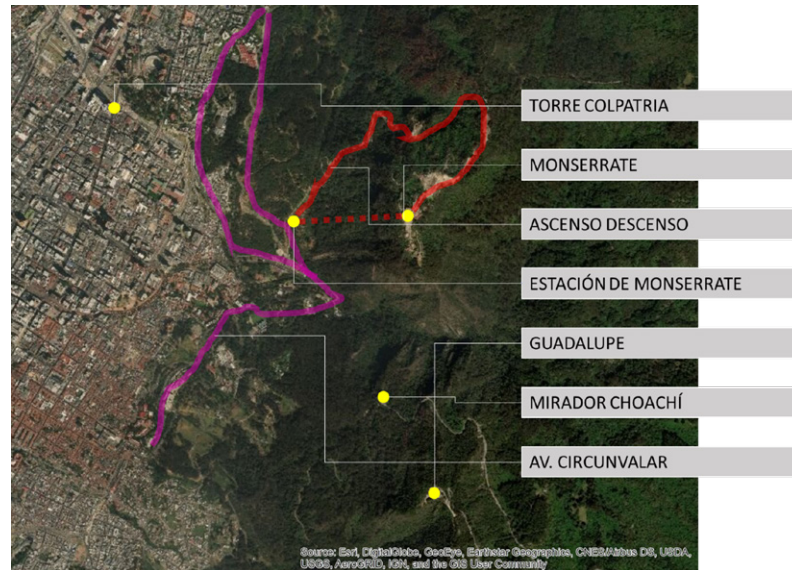 TORRE COLPATRIA
MONSERRATE
ASCENSO DESCENSO
ESTACIÓN DE MONSERRATE
GUADALUPE
MIRADOR CHOACHÍ
AV. CIRCUNVALAR
Source: Esri, DigitalGlobe, GeoEye, Earthstar Geographics, CNES/Airbus DS, USDA,
USGS, AeroGRID, IGN, and the GIS User Community